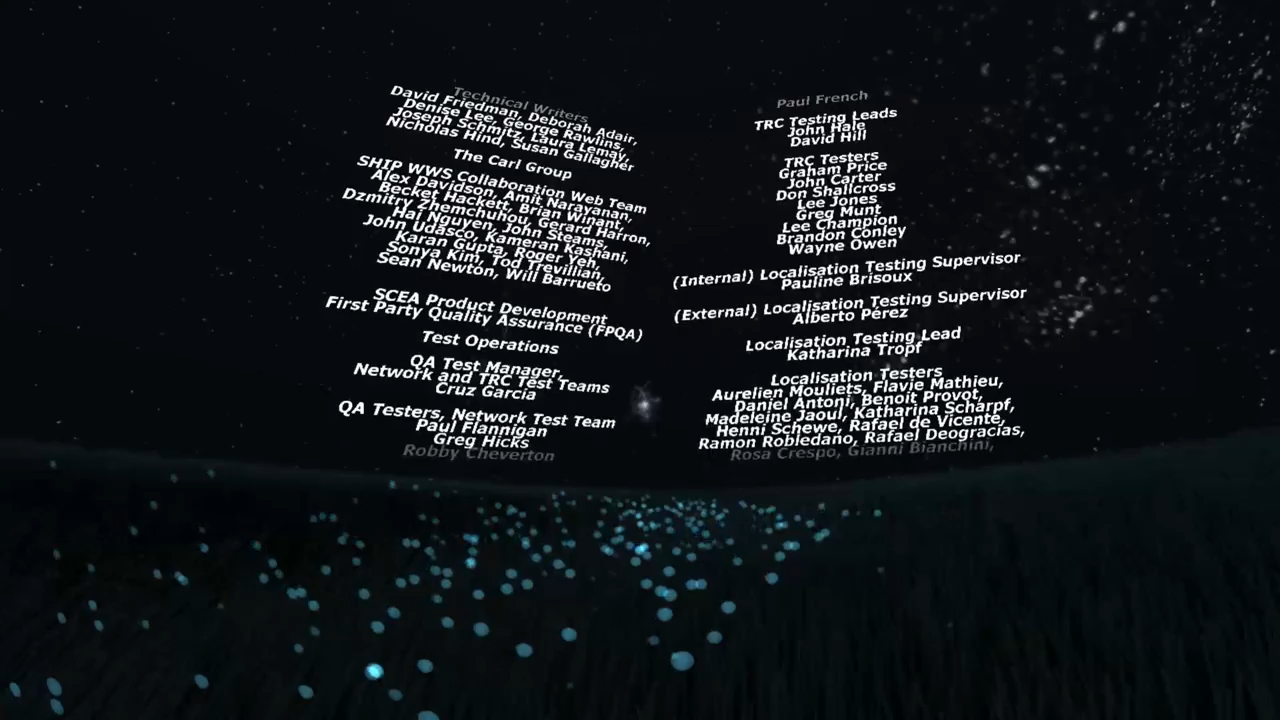 Technical Writers
David Friedman, Deborah Adair,
Denise Lee, George Rawlins,
Joseph Schmitz, Laura Lemay,
Nicholas Hind, Susan Gallagher
The Carl Group
SHIP WWS Collaboration Web Team
Alex Davidson, Amit Narayanan,
Becket Hackett, Brian Winant,
Dzmitry Zhemchuhou, Gerard Harron,
Hai Nguyen, John Steams,
John Udasco, Kameran Kashani,
Karan Gupta, Roger Yeh,
Sonya Kim, Tod Trevillian,
Sean Newton, Will Barrueto
SCEA Product Development
First Party Quality Assurance (FPQA)
Test Operations
QA Test Manager,
Network and TRC Test Teams
Cruz Garcia
QA Testers, Network Test Team
Paul Flannigan
Greg Hicks
Robby Cheverton
Paul French
TRC Testing Leads
John Hale
David Hill
TRC Testers
Graham Price
John Carter
Don Shallcross
Lee Jones
Greg Munt
Lee Champion
Brandon Conley
Wayne Owen
(Internal) Localisation Testing Supervisor
Pauline Brisoux
(External) Localisation Testing Supervisor
Alberto Pérez
Localisation Testing Lead
Katharina Tropf
Localisation Testers
Aurelien Mouliets, Flavie Mathieu,
Daniel Antoni, Benoit Provot,
Madeleine Jaoul, Katharina Scharpf,
Henni Schewe, Rafael de Vicente,
Ramon Robledano, Rafael Deogracias,
Rosa Crespo, Gianni Bianchini,